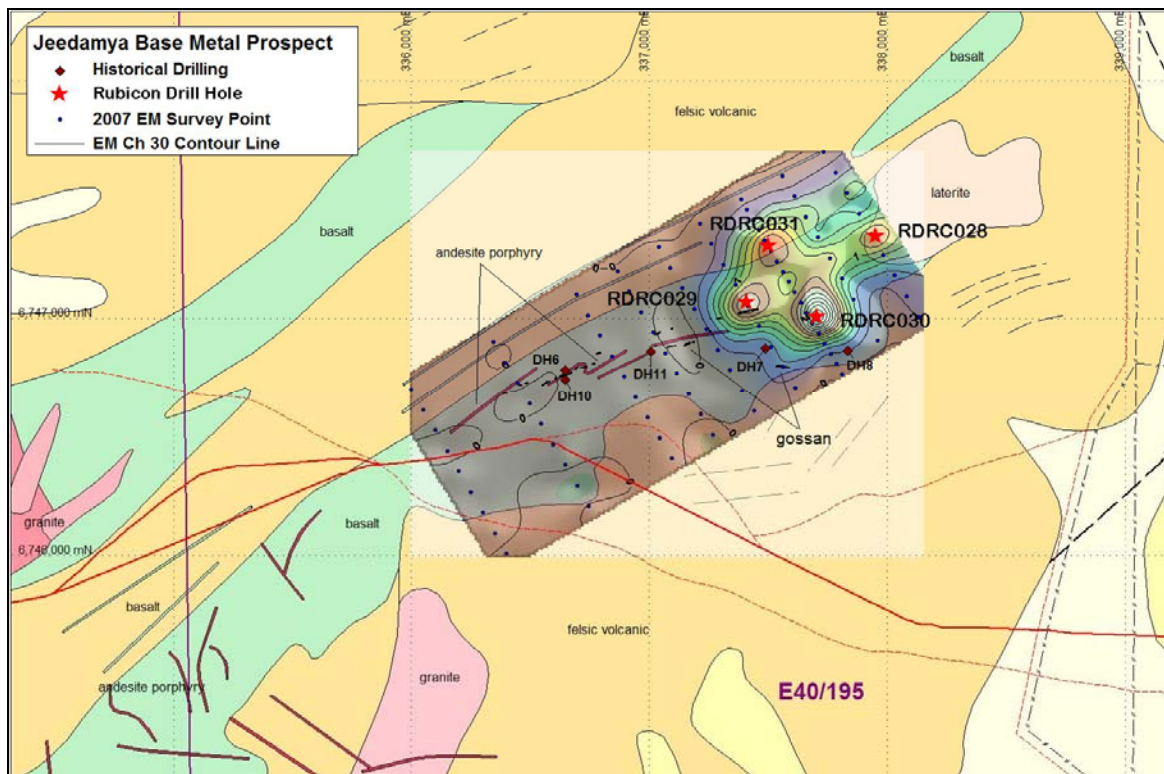 Jeedamya Base Metal Prospect
Historical Drilling
Rubicon Drill Hole
2007 EM Survey Point
EM Ch 30 Contour Line
336,000 mE
337,000 mE
338,000 mE
339,000 mE
basalt
felsic volcanic
laterite
basalt
RDRC031
RDRC028
andesite porphyry
RDRC029
6,747,000 mN
RDRC030
DH6
DH11
DH7
DH8
DH10
gossan
granite
basalt
6,746,000 mN
basalt
felsic volcanic
andesite porphyry
granite
E40/195